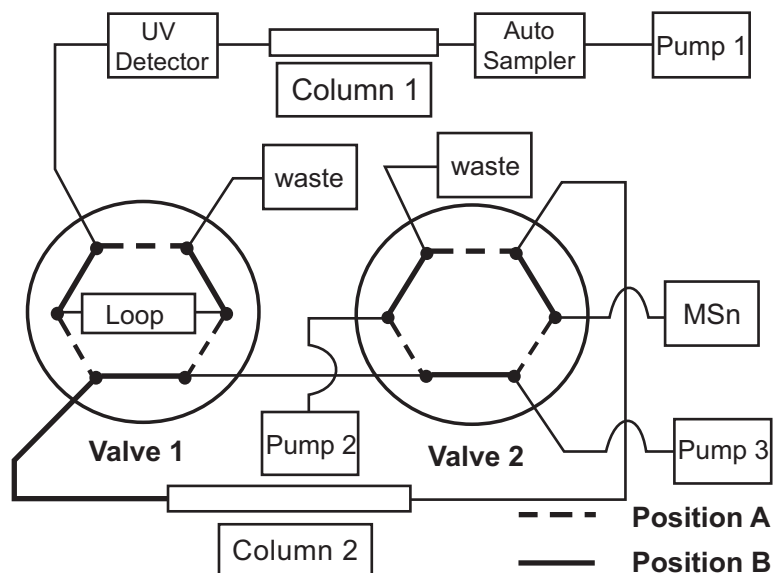 UV
Detector
Auto
Sampler
Pump 1
Column 1
waste
waste
Loop
MSn
Valve 1
Pump 2
Valve 2
Pump 3
Column 2
Position A
Position B